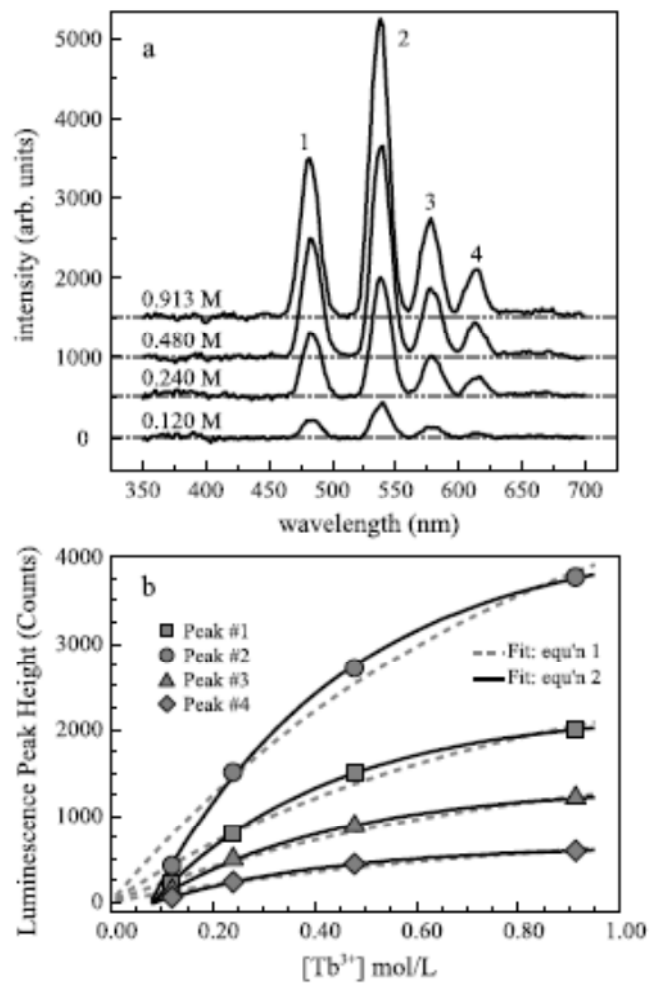 a
5000
4000
3000
2000
1000
0
intensity (arb. units)
1
2
3
4
0.913 M
0.480 M
0.240 M
0.120 M
350 400 450 500 550 600 650 700
wavelength (nm)
b
4000
3000
2000
1000
0
Luminescence Peak Height (Counts)
Peak #1
Peak #2
Peak #3
Peak #4
Fit: equ'n 1
Fit: equ'n 2
0.00 0.20 0.40 0.60 0.80 1.00
[Tb³⁺] mol/L